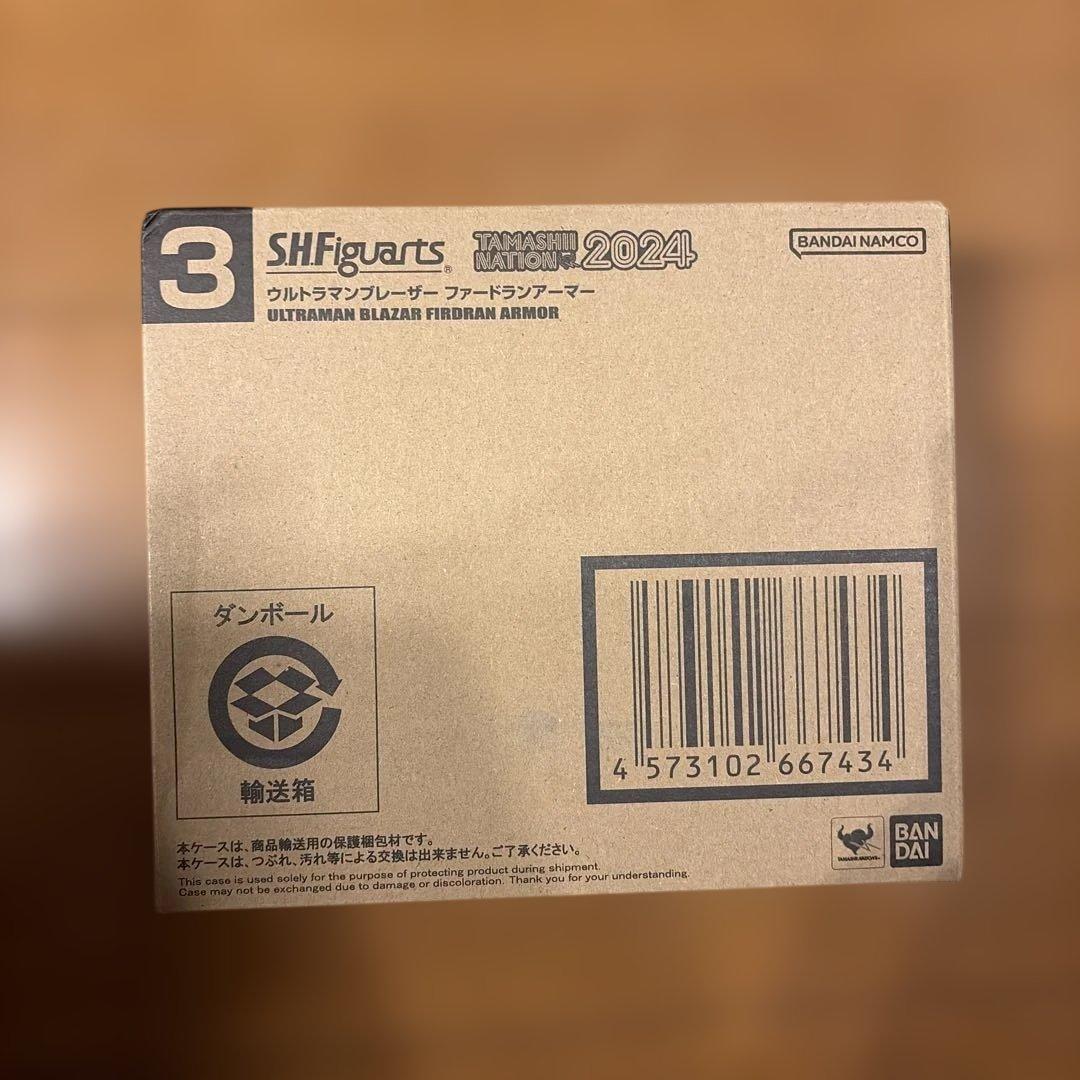 3
S.H.Figuarts®
TAMASHII NATION 2024
BANDAI NAMCO
ウルトラマンブレーザー ファードランアーマー
ULTRAMAN BLAZAR FIRDRAN ARMOR
ダンボール
輸送箱
4 573102 667434
本ケースは、商品輸送用の保護梱包材です。
本ケースは、つぶれ、汚れ等による交換は出来ません。ご了承ください。
This case is used solely for the purpose of protecting product during shipment.
Case may not be exchanged due to damage or discoloration. Thank you for your understanding.
TAMASHII NATIONS
BAN
DAI